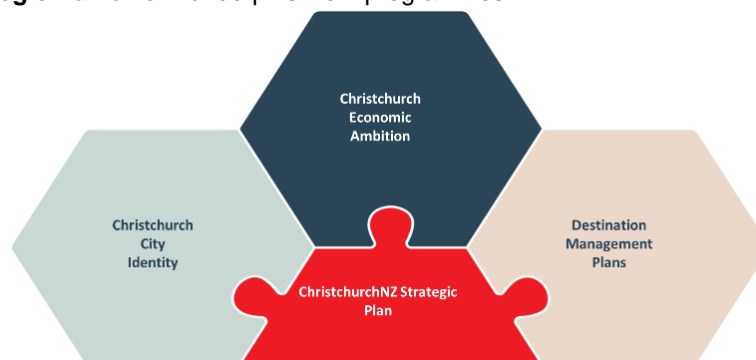 Christchurch
Economic
Ambition
Christchurch
City
Identity
Destination
Management
Plans
ChristchurchNZ Strategic
Plan